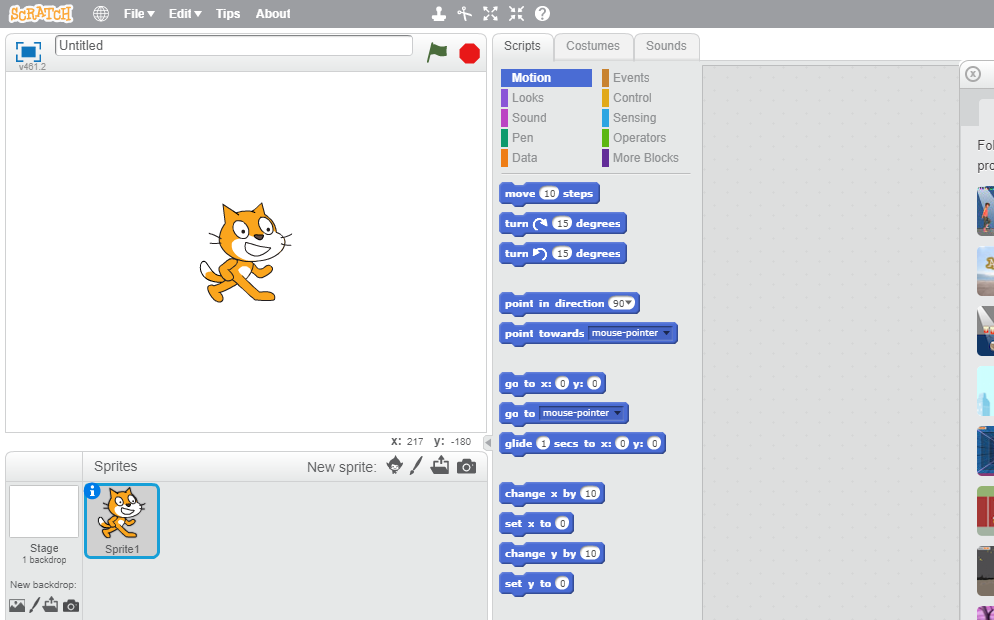 SCRATCH File Edit Tips About
v461.2
Untitled
Scripts Costumes Sounds
Motion Events
Looks Control
Sound Sensing
Pen Operators
Data More Blocks
move 10 steps
turn 15 degrees
turn 15 degrees
point in direction 90
point towards mouse-pointer
go to x: 0 y: 0
go to mouse-pointer
glide 1 secs to x: 0 y: 0
change x by 10
set x to 0
change y by 10
set y to 0
x: 217 y: -180
Sprites New sprite:
Sprite1
Stage
1 backdrop
New backdrop: